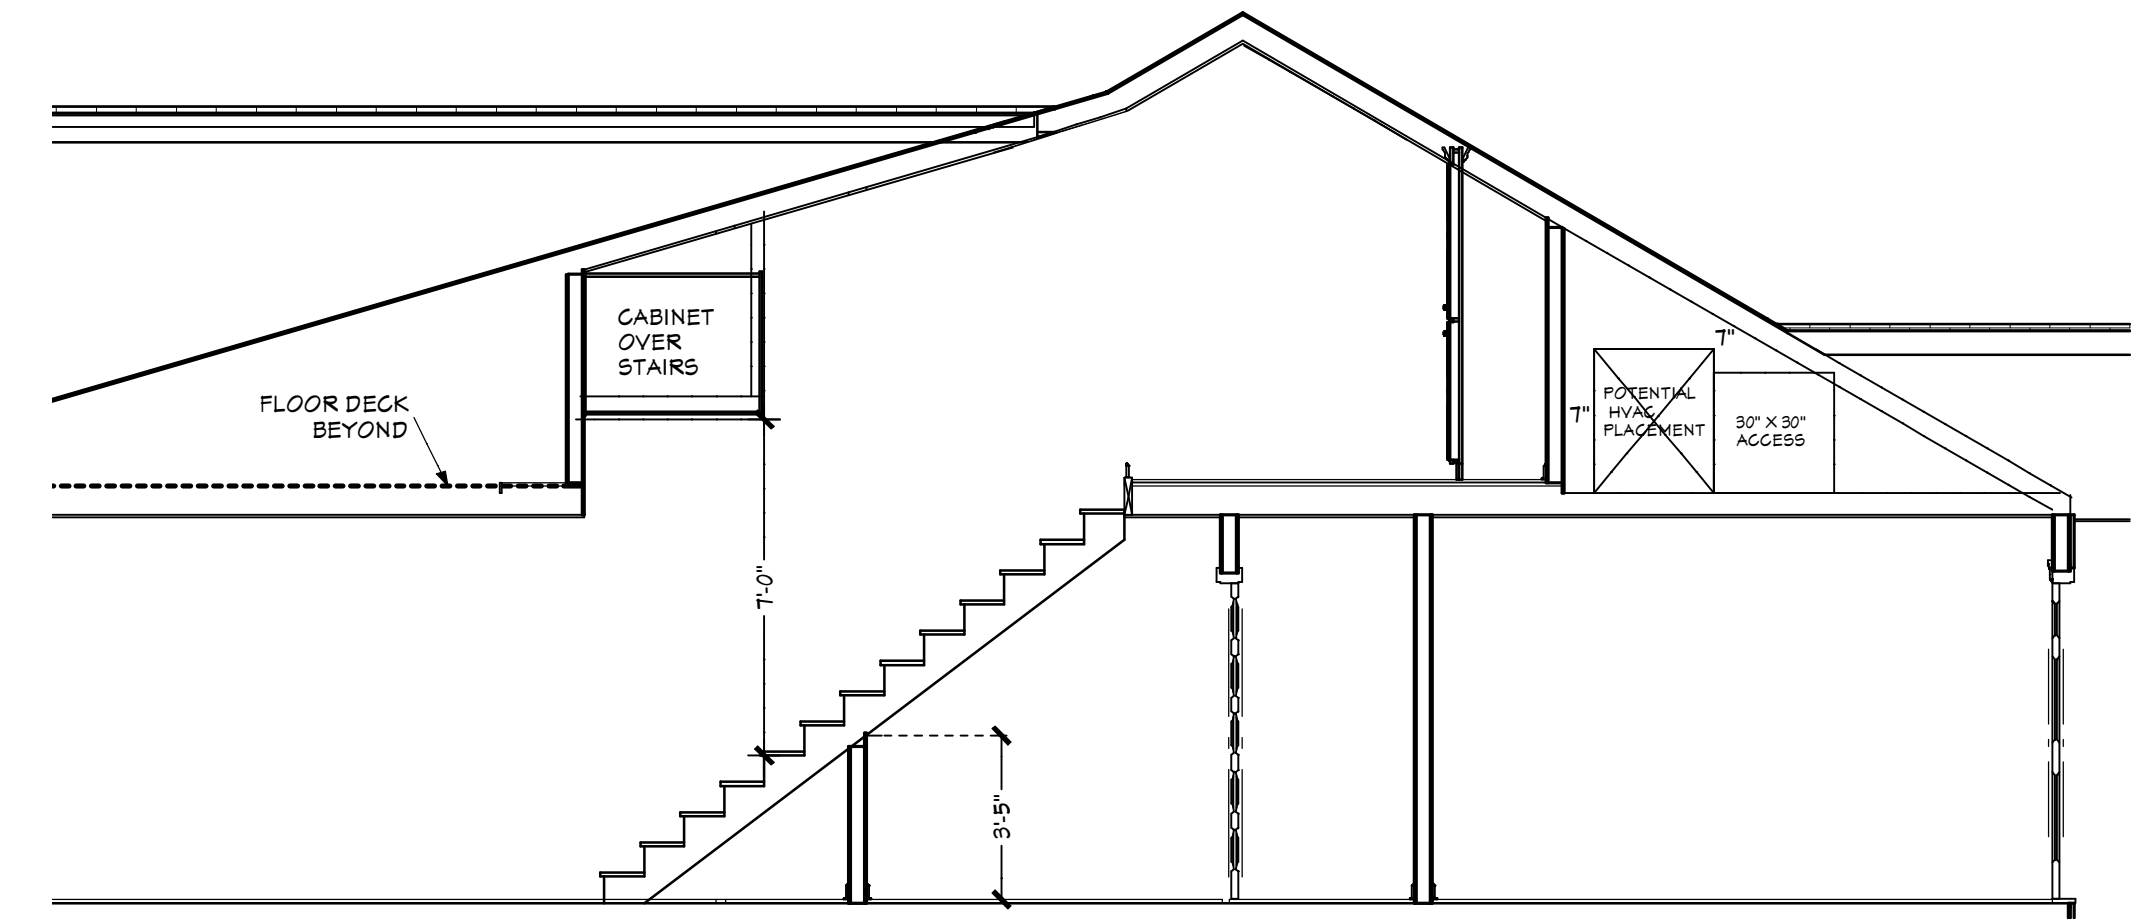 CABINET
OVER
STAIRS
FLOOR DECK
BEYOND
7'-0"
3'-5"
7"
7"
POTENTIAL
HVAC
PLACEMENT
30" X 30"
ACCESS